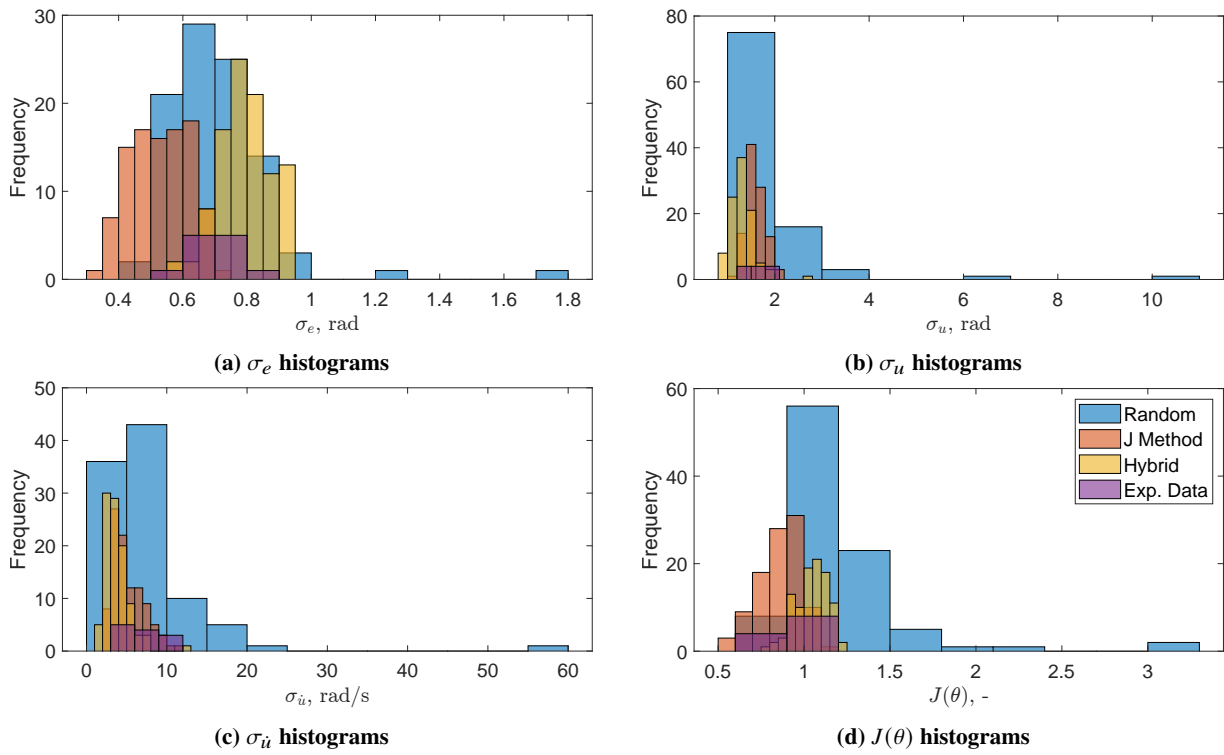 30
20
10
0
Frequency
0.4 0.6 0.8 1 1.2 1.4 1.6 1.8
σₑ, rad
(a) σₑ histograms
80
60
40
20
0
Frequency
2 4 6 8 10
σᵤ, rad
(b) σᵤ histograms
50
40
30
20
10
0
Frequency
0 10 20 30 40 50 60
σ_u̇, rad/s
(c) σ_u̇ histograms
60
40
20
0
Frequency
Random
J Method
Hybrid
Exp. Data
0.5 1 1.5 2 2.5 3
J(θ), -
(d) J(θ) histograms